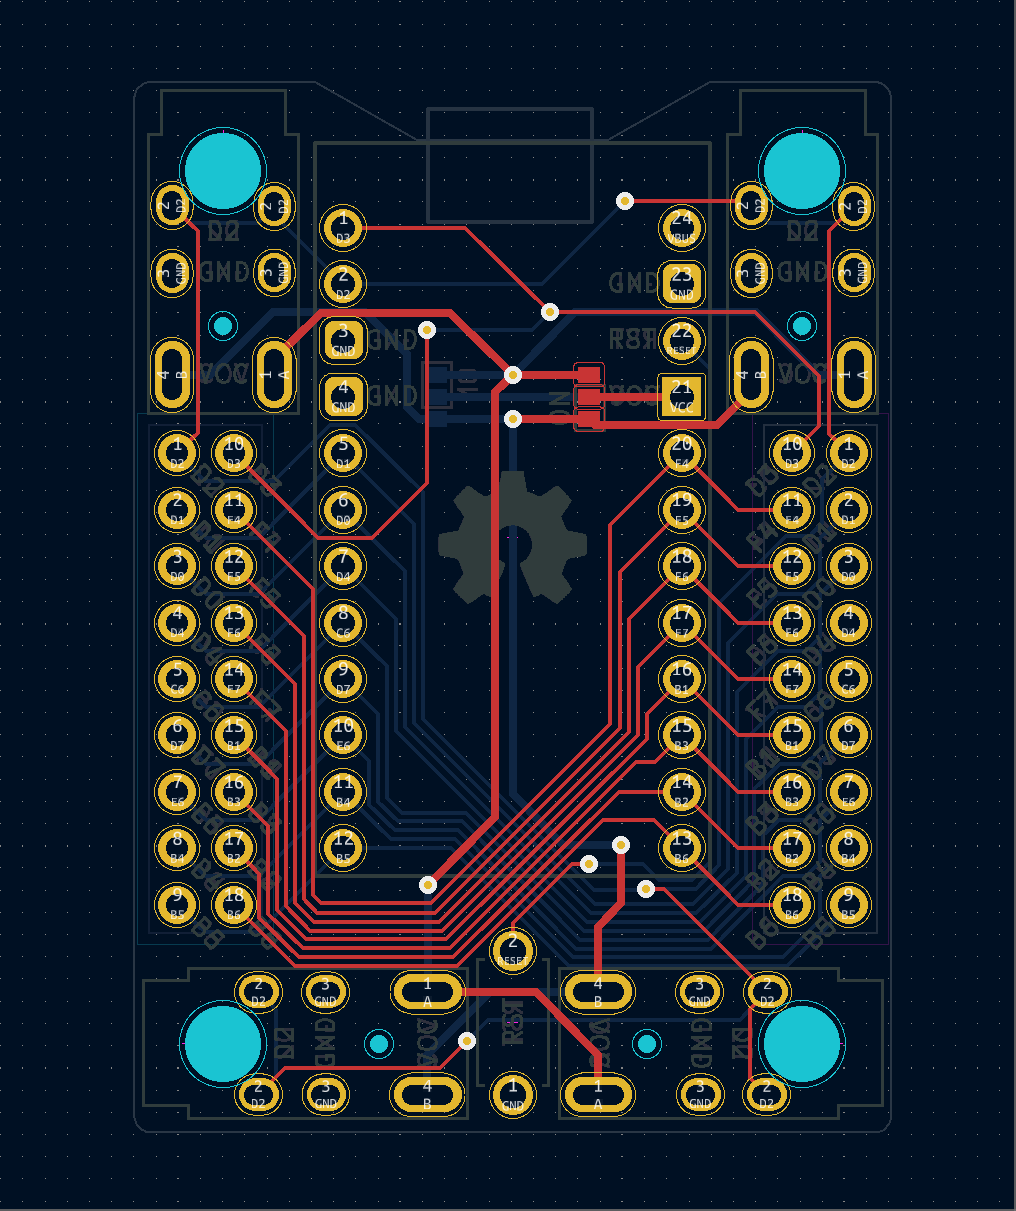 2
D2
2
D2
D2
3
GND
3
GND
GND
4
B
1
A
VCC
2
D2
2
D2
D2
3
GND
3
GND
GND
4
B
1
A
VCC
1
D3
2
D2
3
GND
GND
4
GND
GND
5
D1
6
D0
7
D4
8
C6
9
D7
10
E6
11
B4
12
B5
24
VBUS
23
GND
GND
22
RESET
RST
21
VCC
VCC
20
F4
19
F5
18
F6
17
F7
16
B1
15
B3
14
B2
13
B6
1
D2
2
D1
3
D0
4
D4
5
C6
6
D7
7
E6
8
B4
9
B5
10
D3
11
F4
12
F5
13
F6
14
F7
15
B1
16
B3
17
B2
18
B6
10
D3
11
F4
12
F5
13
F6
14
F7
15
B1
16
B3
17
B2
18
B6
1
D2
2
D1
3
D0
4
D4
5
C6
6
D7
7
E6
8
B4
9
B5
2
D2
3
GND
1
A
D2
GND
VCC
2
D2
3
GND
4
B
2
RESET
RST
1
GND
4
B
3
GND
2
D2
VCC
GND
D2
1
A
3
GND
2
D2